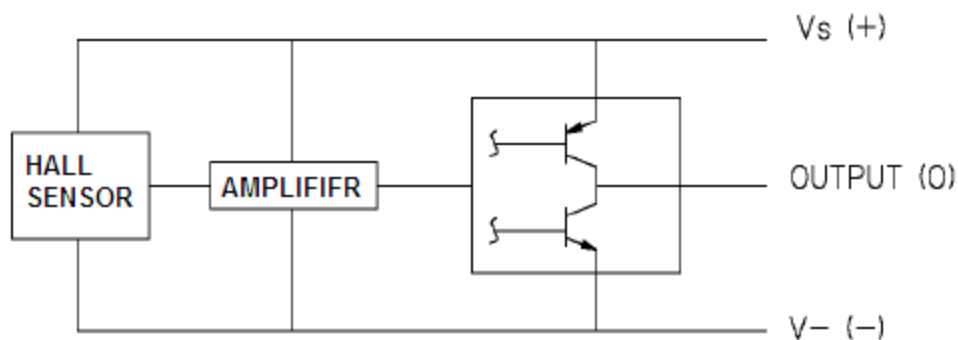 Vs (+)
HALL
SENSOR
AMPLIFIFR
OUTPUT (O)
V- (-)